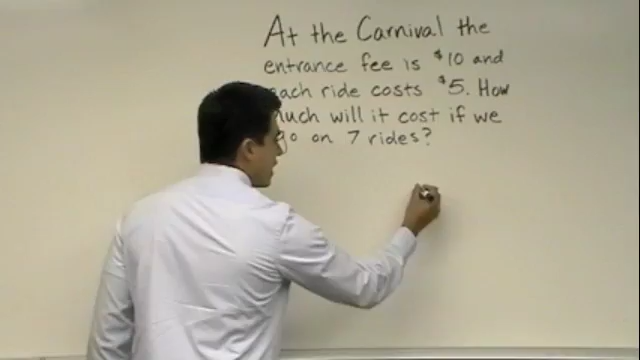 At the Carnival the
entrance fee is $10 and
each ride costs $5. How
much will it cost if we
go on 7 rides?